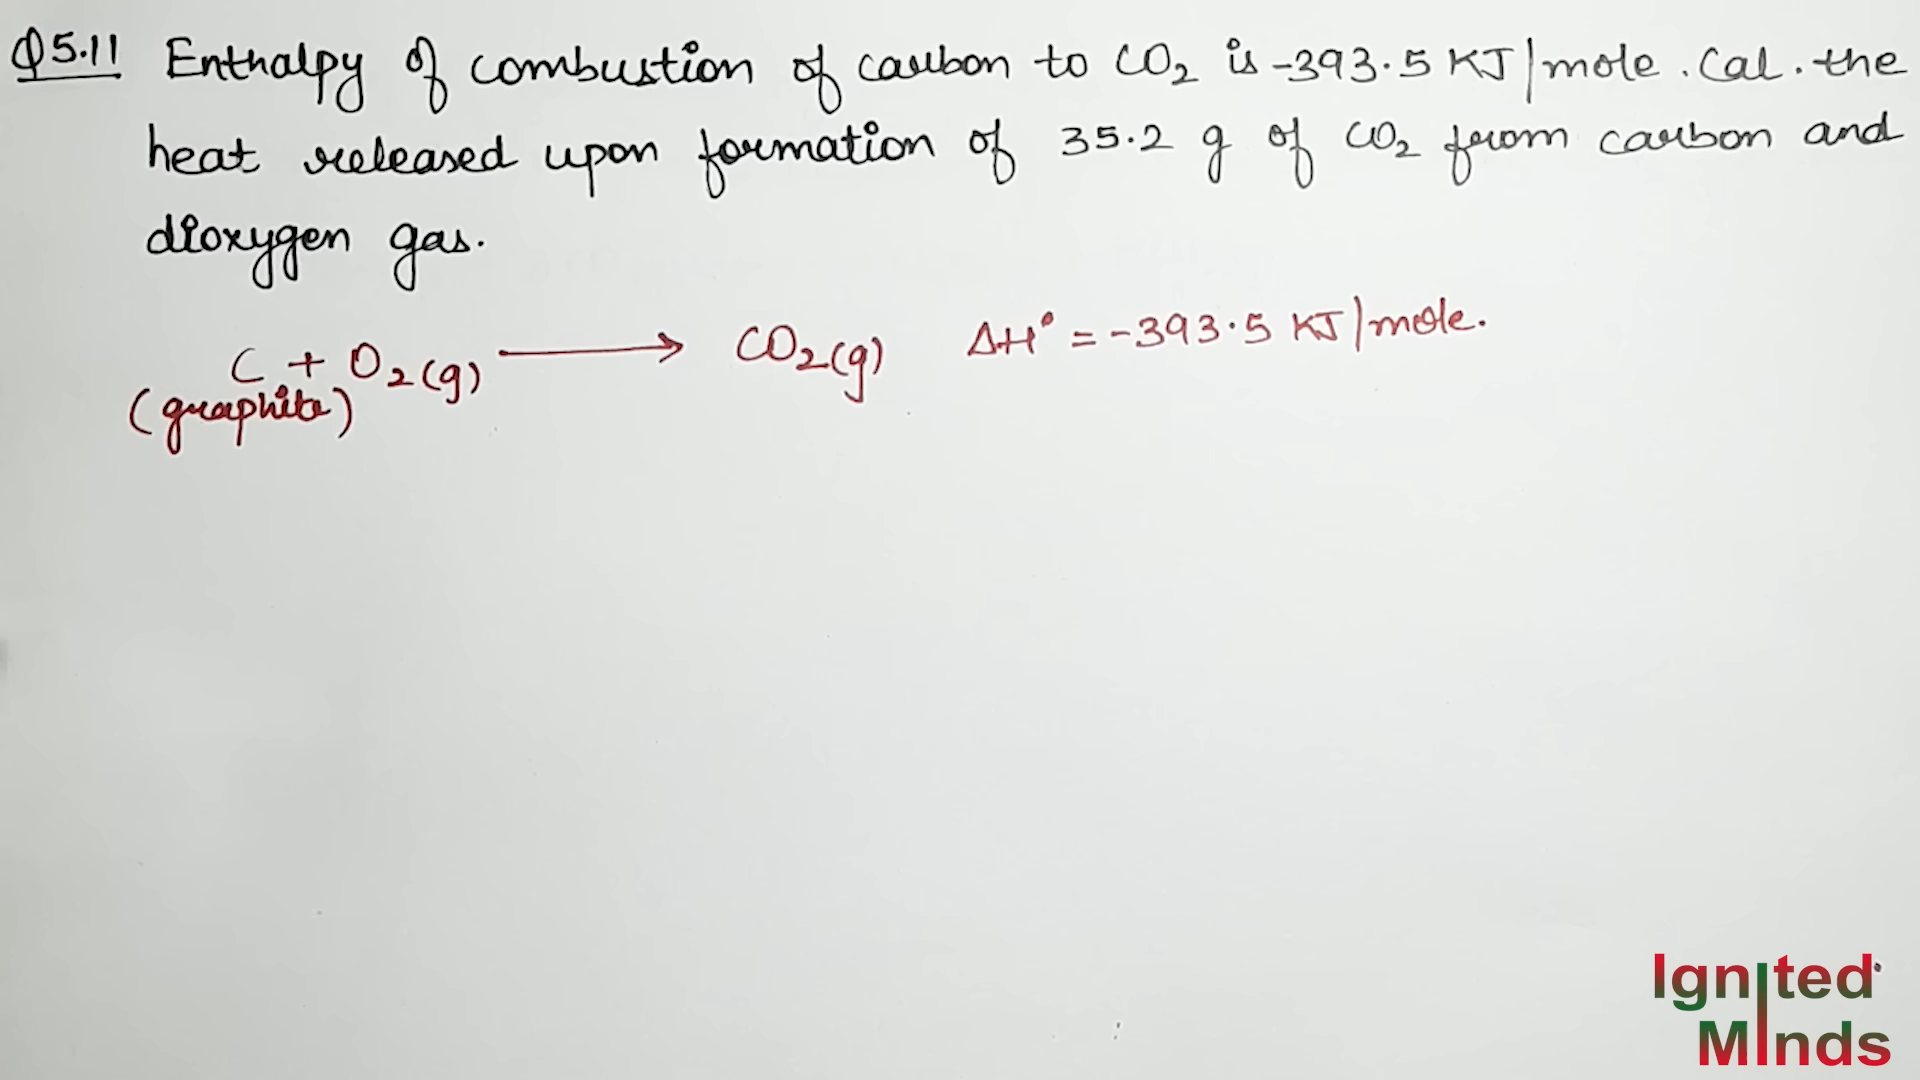 Q5.11 Enthalpy of combustion of carbon to CO₂ is -393.5 KJ/mole. Cal. the
heat released upon formation of 35.2 g of CO₂ from carbon and
dioxygen gas.
C + O₂(g) ⟶ CO₂(g) ΔH° = -393.5 KJ/mole.
(graphite)
Ignited
Minds